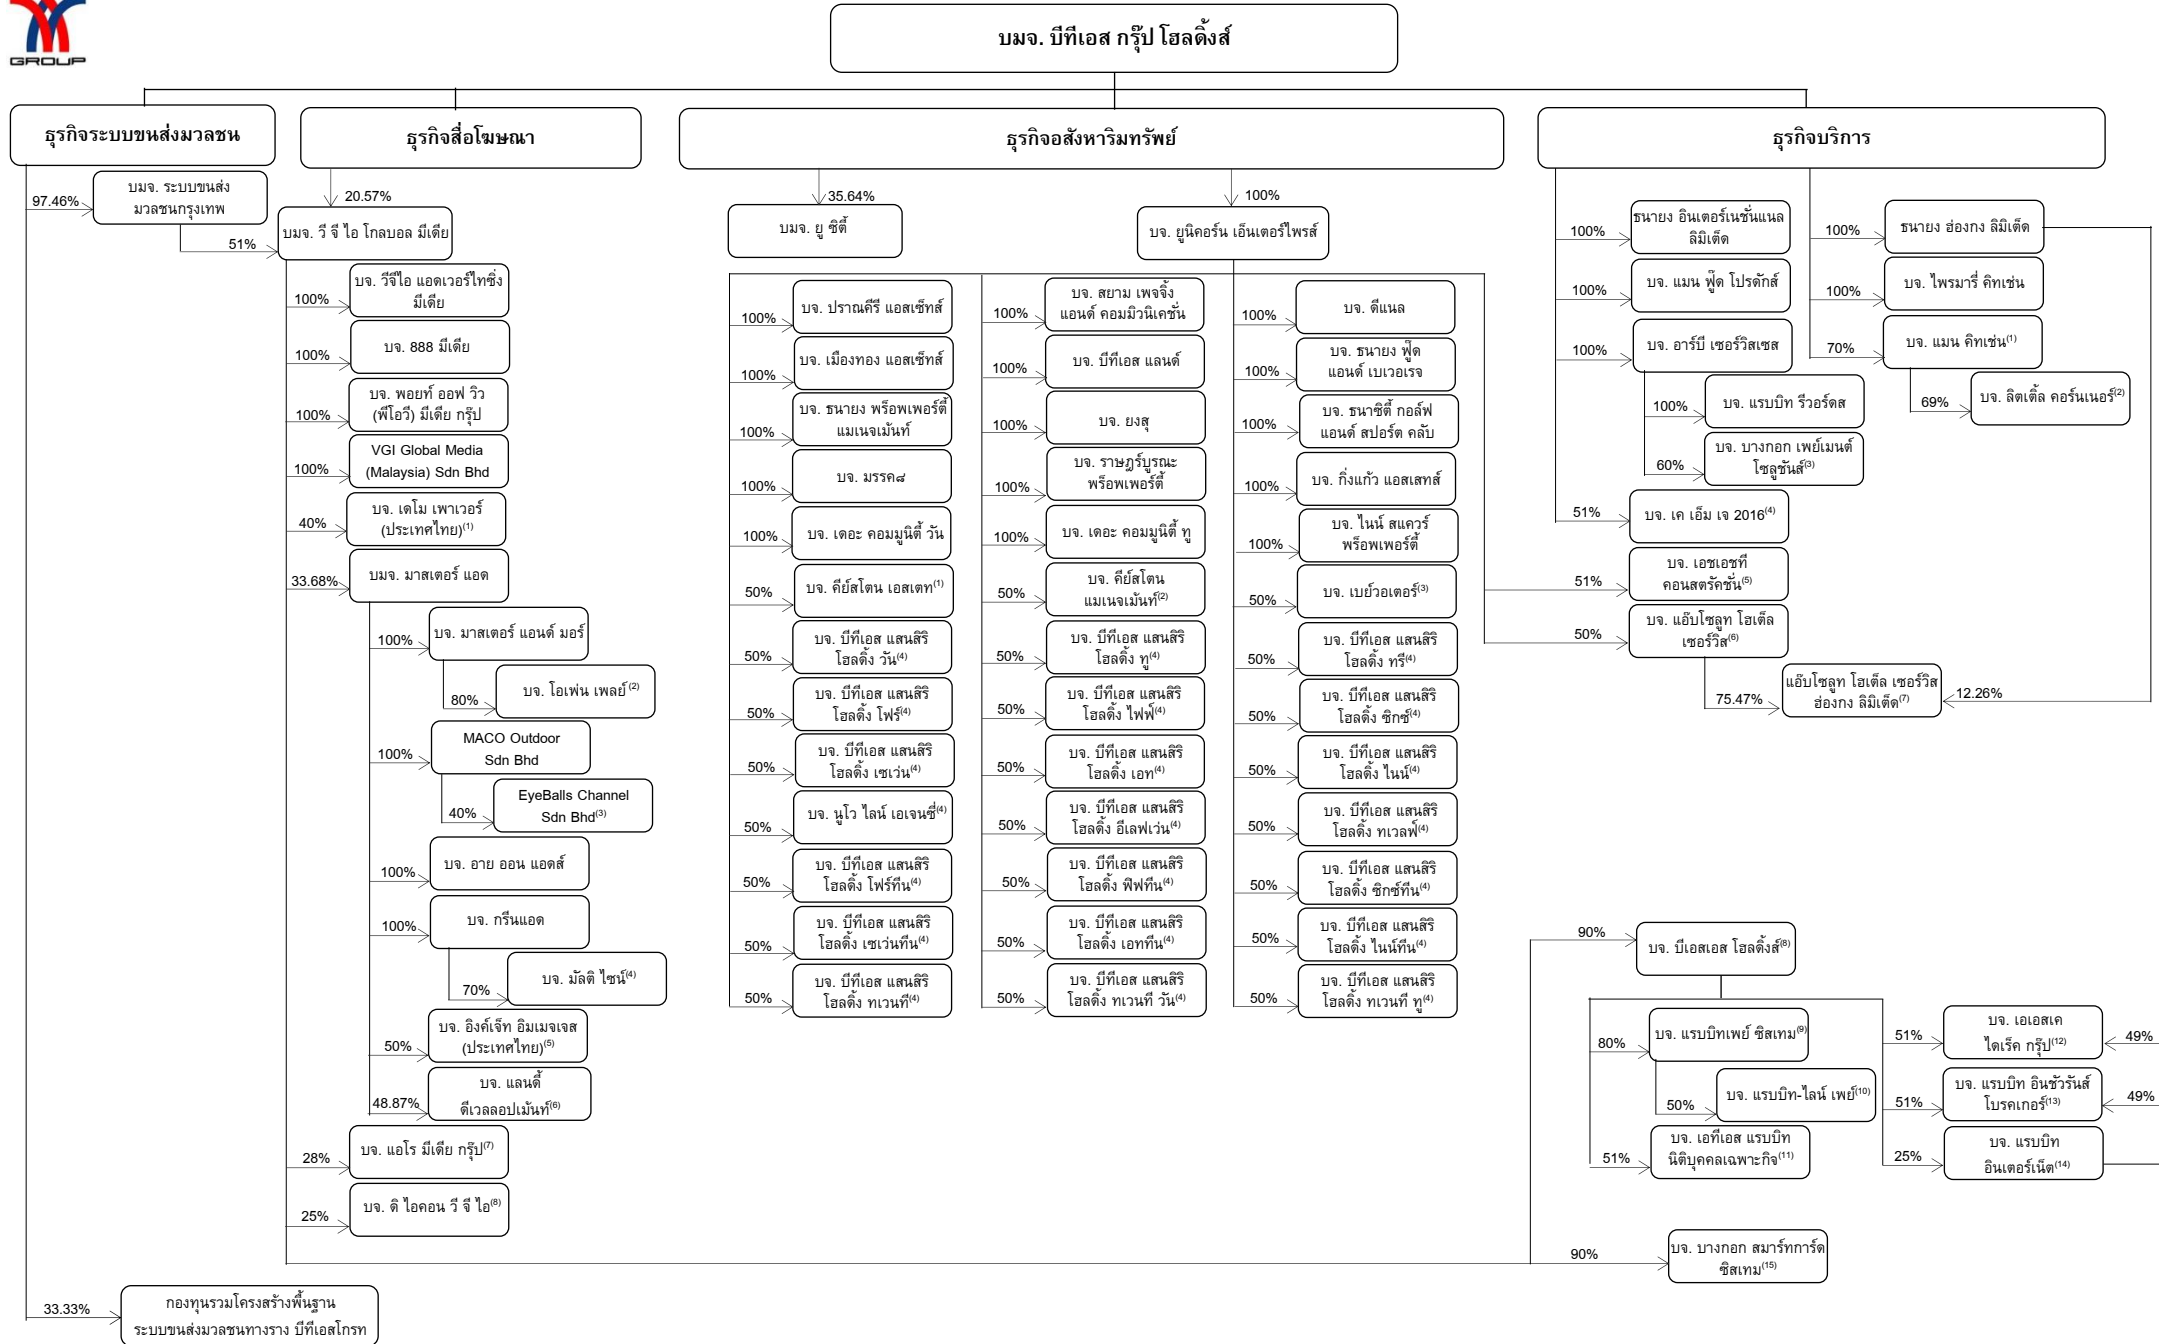 GROUP
บมจ. บีทีเอส กรุ๊ป โฮลดิ้งส์
ธุรกิจระบบขนส่งมวลชน
97.46%
บมจ. ระบบขนส่ง
มวลชนกรุงเทพ
51%
33.33%
กองทุนรวมโครงสร้างพื้นฐาน
ระบบขนส่งมวลชนทางราง บีทีเอสโกรท
ธุรกิจสื่อโฆษณา
20.57%
บมจ. วี จี ไอ โกลบอล มีเดีย
100%
บจ. วีจีไอ แอดเวอร์ไทซิ่ง
มีเดีย
100%
บจ. 888 มีเดีย
100%
บจ. พอยท์ ออฟ วิว
(พีโอวี) มีเดีย กรุ๊ป
100%
VGI Global Media
(Malaysia) Sdn Bhd
40%
บจ. เดโม เพาเวอร์
(ประเทศไทย)(1)
33.68%
บมจ. มาสเตอร์ แอด
100%
บจ. มาสเตอร์ แอนด์ มอร์
80%
บจ. โอเพ่น เพลย์(2)
100%
MACO Outdoor
Sdn Bhd
40%
EyeBalls Channel
Sdn Bhd(3)
100%
บจ. อาย ออน แอดส์
100%
บจ. กรีนแอด
70%
บจ. มัลติ ไซน์(4)
50%
บจ. อิงค์เจ็ท อิมเมจเจส
(ประเทศไทย)(5)
48.87%
บจ. แลนดี้
ดีเวลลอปเม้นท์(6)
28%
บจ. แอโร มีเดีย กรุ๊ป(7)
25%
บจ. ดิ ไอคอน วี จี ไอ(8)
ธุรกิจอสังหาริมทรัพย์
35.64%
บมจ. ยู ซิตี้
100%
บจ. ยูนิคอร์น เอ็นเตอร์ไพรส์
100%
บจ. ปราณคีรี แอสเซ็ทส์
100%
บจ. เมืองทอง แอสเซ็ทส์
100%
บจ. ธนายง พร็อพเพอร์ตี้
แมเนจเม้นท์
100%
บจ. มรรค๘
100%
บจ. เดอะ คอมมูนิตี้ วัน
50%
บจ. คีย์สโตน เอสเตท(1)
50%
บจ. บีทีเอส แสนสิริ
โฮลดิ้ง วัน(4)
50%
บจ. บีทีเอส แสนสิริ
โฮลดิ้ง โฟร์(4)
50%
บจ. บีทีเอส แสนสิริ
โฮลดิ้ง เซเว่น(4)
50%
บจ. นูโว ไลน์ เอเจนซี่(4)
50%
บจ. บีทีเอส แสนสิริ
โฮลดิ้ง โฟร์ทีน(4)
50%
บจ. บีทีเอส แสนสิริ
โฮลดิ้ง เซเว่นทีน(4)
50%
บจ. บีทีเอส แสนสิริ
โฮลดิ้ง ทเวนที(4)
100%
บจ. สยาม เพจจิ้ง
แอนด์ คอมมิวนิเคชั่น
100%
บจ. บีทีเอส แลนด์
100%
บจ. ยงสุ
100%
บจ. ราษฎร์บูรณะ
พร็อพเพอร์ตี้
100%
บจ. เดอะ คอมมูนิตี้ ทู
50%
บจ. คีย์สโตน
แมเนจเม้นท์(2)
50%
บจ. บีทีเอส แสนสิริ
โฮลดิ้ง ทู(4)
50%
บจ. บีทีเอส แสนสิริ
โฮลดิ้ง ไฟฟ์(4)
50%
บจ. บีทีเอส แสนสิริ
โฮลดิ้ง เอท(4)
50%
บจ. บีทีเอส แสนสิริ
โฮลดิ้ง อีเลฟเว่น(4)
50%
บจ. บีทีเอส แสนสิริ
โฮลดิ้ง ฟิฟทีน(4)
50%
บจ. บีทีเอส แสนสิริ
โฮลดิ้ง เอททีน(4)
50%
บจ. บีทีเอส แสนสิริ
โฮลดิ้ง ทเวนที วัน(4)
100%
บจ. ดีแนล
100%
บจ. ธนายง ฟู้ด
แอนด์ เบเวอเรจ
100%
บจ. ธนาซิตี้ กอล์ฟ
แอนด์ สปอร์ต คลับ
100%
บจ. กิ่งแก้ว แอสเสทส์
100%
บจ. ไนน์ สแควร์
พร็อพเพอร์ตี้
50%
บจ. เบย์วอเตอร์(3)
50%
บจ. บีทีเอส แสนสิริ
โฮลดิ้ง ทรี(4)
50%
บจ. บีทีเอส แสนสิริ
โฮลดิ้ง ซิกซ์(4)
50%
บจ. บีทีเอส แสนสิริ
โฮลดิ้ง ไนน์(4)
50%
บจ. บีทีเอส แสนสิริ
โฮลดิ้ง ทเวลฟ์(4)
50%
บจ. บีทีเอส แสนสิริ
โฮลดิ้ง ซิกซ์ทีน(4)
50%
บจ. บีทีเอส แสนสิริ
โฮลดิ้ง ไนน์ทีน(4)
50%
บจ. บีทีเอส แสนสิริ
โฮลดิ้ง ทเวนที ทู(4)
ธุรกิจบริการ
100%
ธนายง อินเตอร์เนชั่นแนล
ลิมิเต็ด
100%
บจ. แมน ฟู๊ด โปรดักส์
100%
บจ. อาร์บี เซอร์วิสเซส
100%
บจ. แรบบิท รีวอร์ดส
60%
บจ. บางกอก เพย์เมนต์
โซลูชันส์(3)
51%
บจ. เค เอ็ม เจ 2016(4)
51%
บจ. เอชเอชที
คอนสตรัคชั่น(5)
50%
บจ. แอ๊บโซลูท โฮเต็ล
เซอร์วิส(6)
75.47%
แอ๊บโซลูท โฮเต็ล เซอร์วิส
ฮ่องกง ลิมิเต็ด(7)
12.26%
100%
ธนายง ฮ่องกง ลิมิเต็ด
100%
บจ. ไพรมารี่ คิทเช่น
70%
บจ. แมน คิทเช่น(1)
69%
บจ. ลิตเติ้ล คอร์นเนอร์(2)
90%
บจ. บีเอสเอส โฮลดิ้งส์(8)
80%
บจ. แรบบิทเพย์ ซิสเทม(9)
50%
บจ. แรบบิท-ไลน์ เพย์(10)
51%
บจ. เอทีเอส แรบบิท
นิติบุคคลเฉพาะกิจ(11)
51%
บจ. เอเอสเค
ไดเร็ค กรุ๊ป(12)
49%
51%
บจ. แรบบิท อินชัวรันส์
โบรคเกอร์(13)
49%
25%
บจ. แรบบิท
อินเตอร์เน็ต(14)
90%
บจ. บางกอก สมาร์ทการ์ด
ซิสเทม(15)